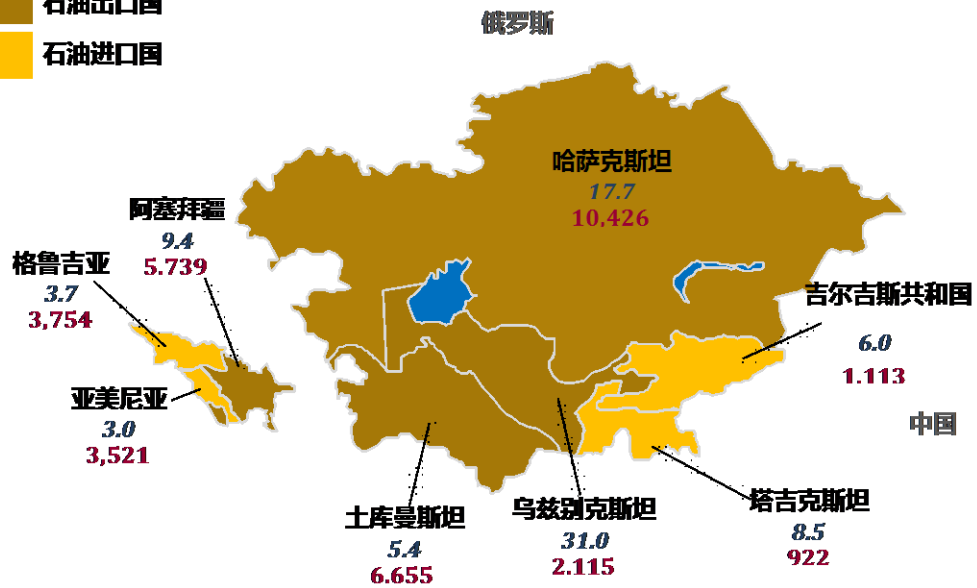 石油出口国
石油进口国
俄罗斯
哈萨克斯坦
17.7
10,426
阿塞拜疆
9.4
5.739
格鲁吉亚
3.7
3,754
吉尔吉斯共和国
6.0
1.113
亚美尼亚
3.0
3,521
中国
土库曼斯坦
5.4
6.655
乌兹别克斯坦
31.0
2.115
塔吉克斯坦
8.5
922